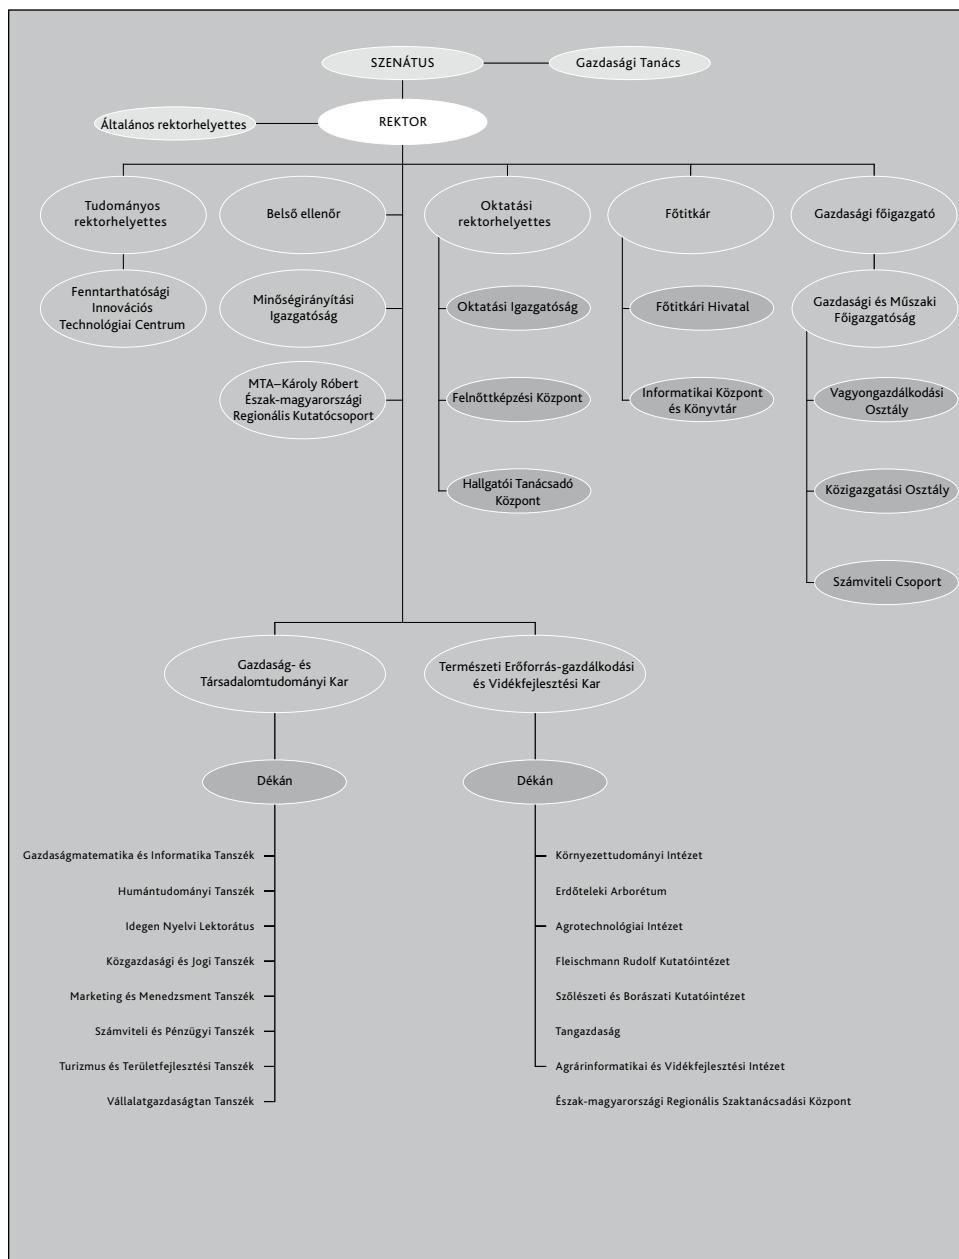 SZENÁTUS
Gazdasági Tanács
Általános rektorhelyettes
REKTOR
Tudományos
rektorhelyettes
Belső ellenőr
Oktatási
rektorhelyettes
Főtitkár
Gazdasági főigazgató
Fenntarthatósági
Innovációs
Technológiai Centrum
Minőségirányítási
Igazgatóság
Oktatási Igazgatóság
Főtitkári Hivatal
Gazdasági és Műszaki
Főigazgatóság
MTA–Károly Róbert
Észak-magyarországi
Regionális Kutatócsoport
Felnőttképzési Központ
Informatikai Központ
és Könyvtár
Vagyongazdálkodási
Osztály
Hallgatói Tanácsadó
Központ
Közigazgatási Osztály
Számviteli Csoport
Gazdaság- és
Társadalomtudományi Kar
Természeti Erőforrás-gazdálkodási
és Vidékfejlesztési Kar
Dékán
Dékán
Gazdaságmatematika és Informatika Tanszék
Humántudományi Tanszék
Idegen Nyelvi Lektorátus
Közgazdasági és Jogi Tanszék
Marketing és Menedzsment Tanszék
Számviteli és Pénzügyi Tanszék
Turizmus és Területfejlesztési Tanszék
Vállalatgazdaságtan Tanszék
Környezettudományi Intézet
Erdőteleki Arborétum
Agrotechnológiai Intézet
Fleischmann Rudolf Kutatóintézet
Szőlészeti és Borászati Kutatóintézet
Tangazdaság
Agrárinformatikai és Vidékfejlesztési Intézet
Észak-magyarországi Regionális Szaktanácsadási Központ